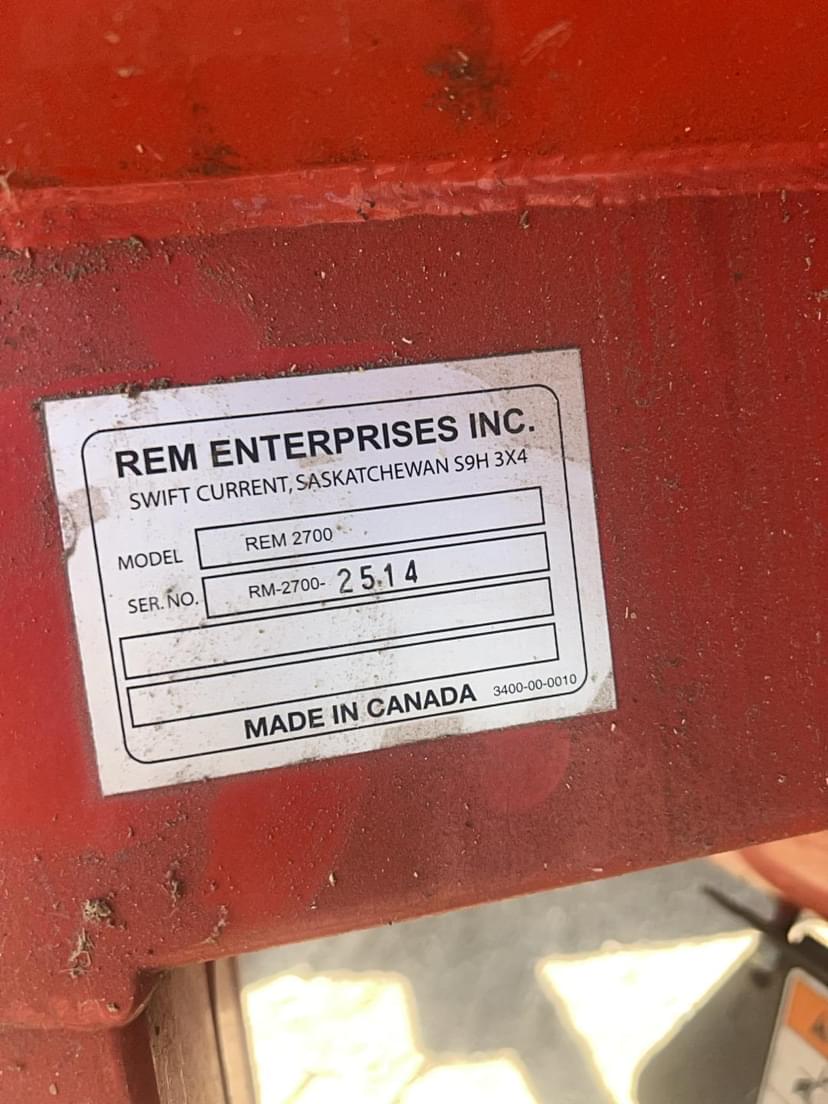 REM ENTERPRISES INC.
SWIFT CURRENT, SASKATCHEWAN S9H 3X4
MODEL REM 2700
SER. NO. RM-2700- 2514
MADE IN CANADA 3400-00-0010